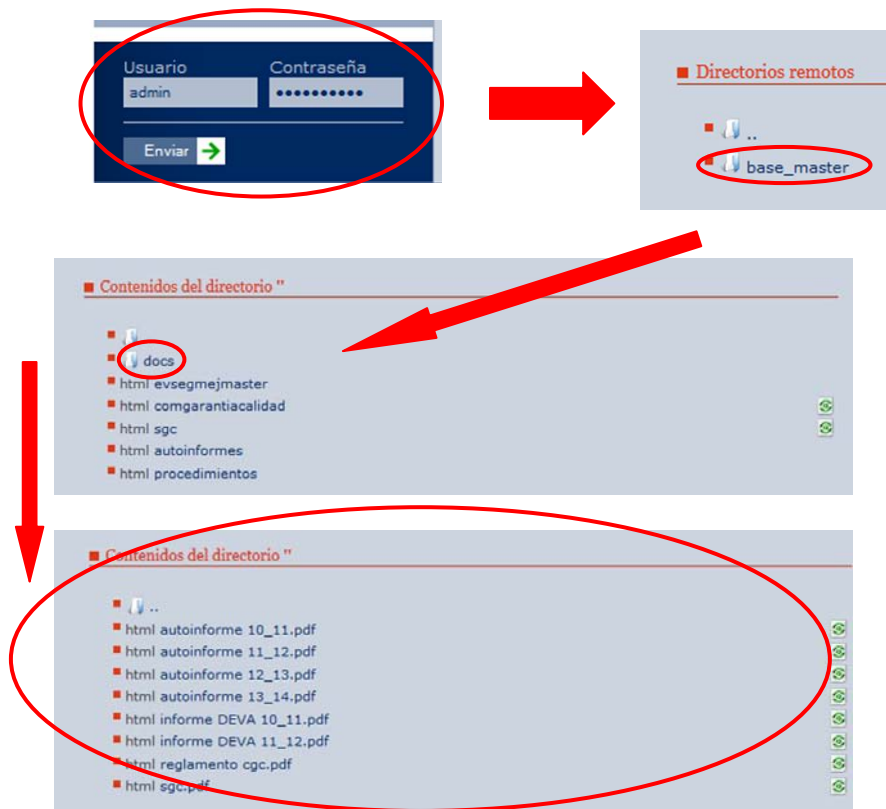 Usuario Contraseña
admin ••••••••••
Enviar
Directorios remotos
..
base_master
Contenidos del directorio ''
docs
html evsegmejmaster
html comgarantiacalidad
html sgc
html autoinformes
html procedimientos
Contenidos del directorio ''
..
html autoinforme 10_11.pdf
html autoinforme 11_12.pdf
html autoinforme 12_13.pdf
html autoinforme 13_14.pdf
html informe DEVA 10_11.pdf
html informe DEVA 11_12.pdf
html reglamento cgc.pdf
html sgc.pdf